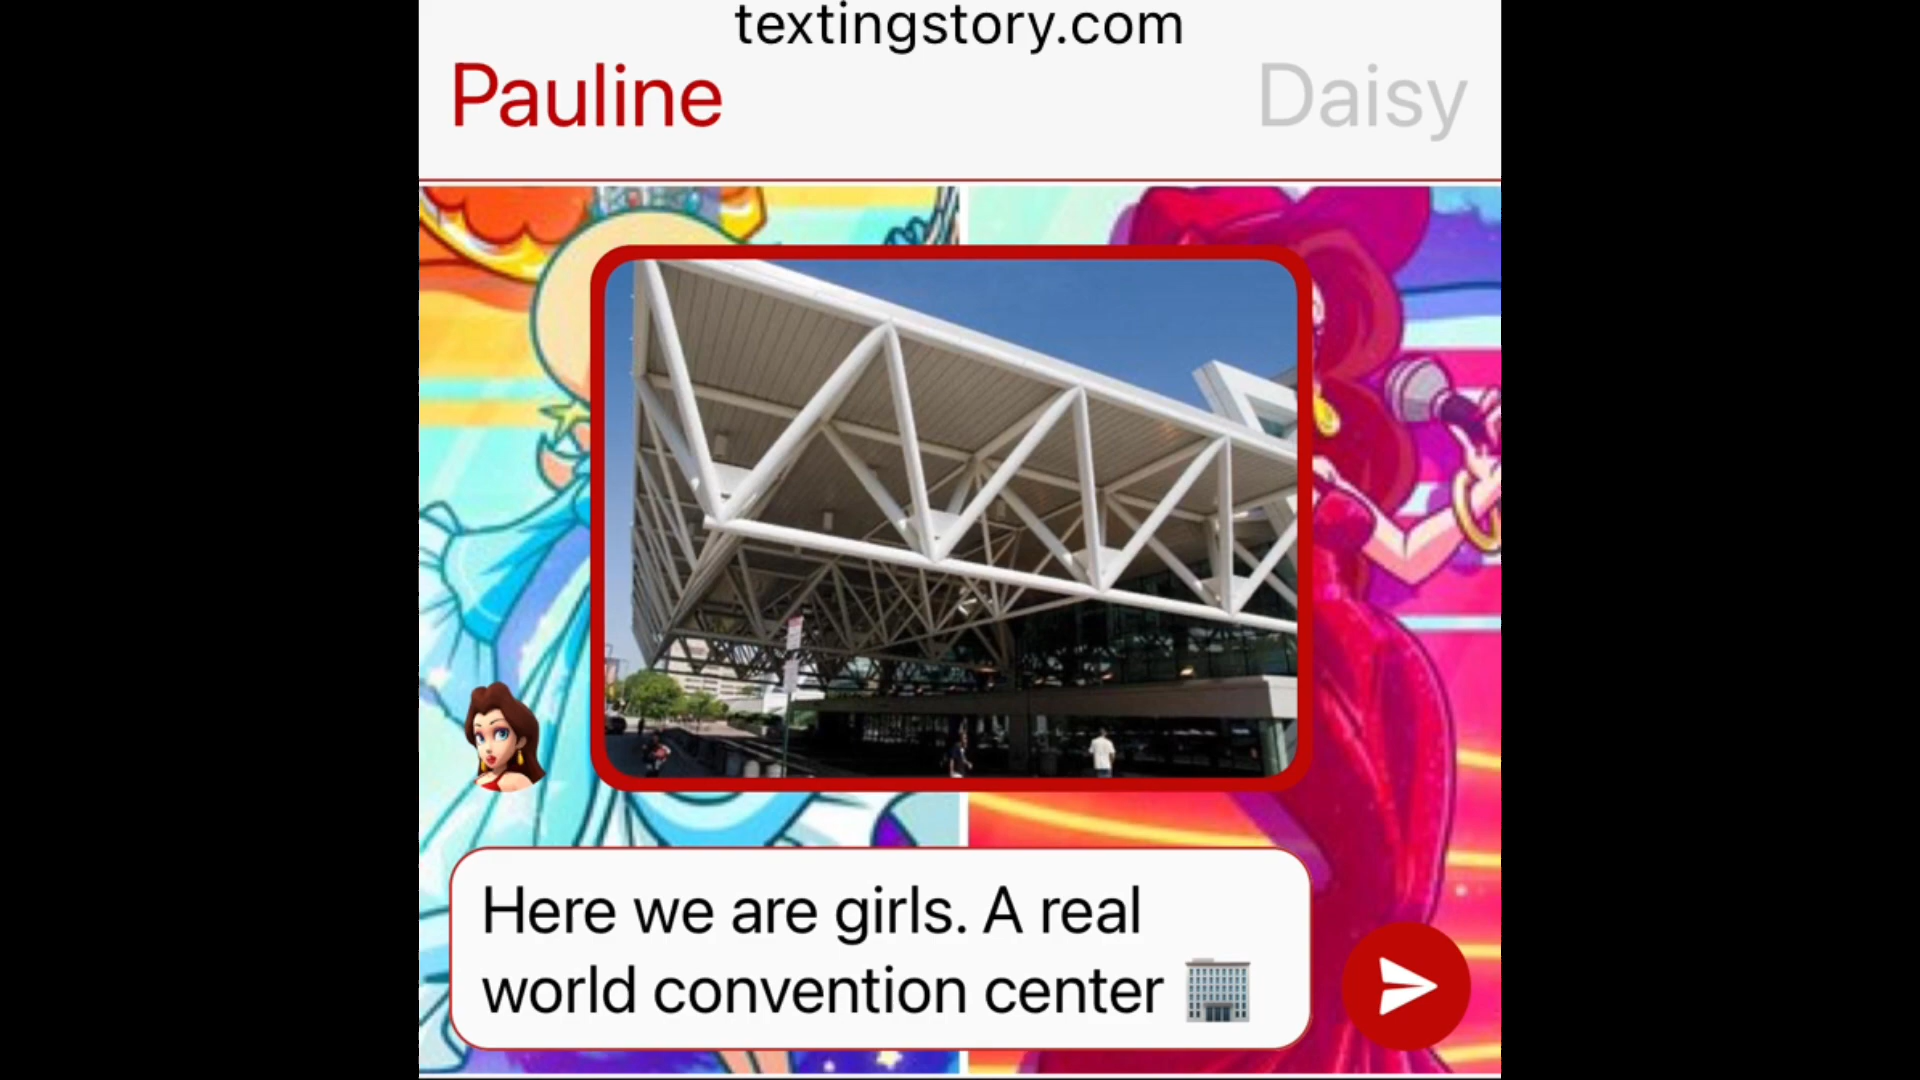 textingstory.com
Pauline
Daisy
Here we are girls. A real
world convention center 🏢